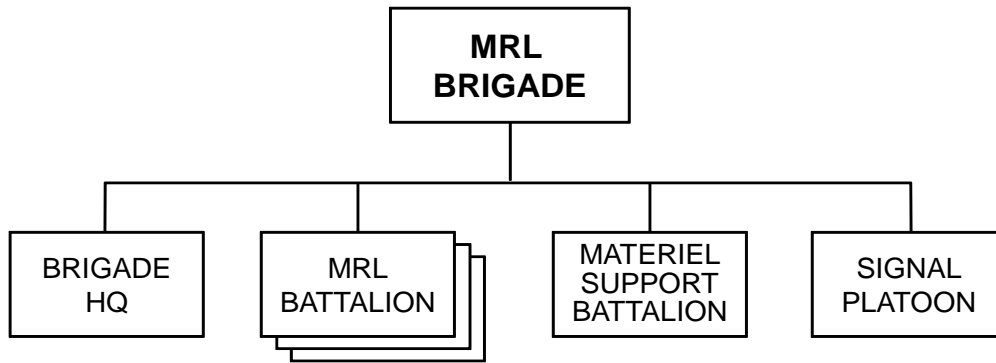 MRL
BRIGADE
BRIGADE
HQ
MRL
BATTALION
MATERIEL
SUPPORT
BATTALION
SIGNAL
PLATOON